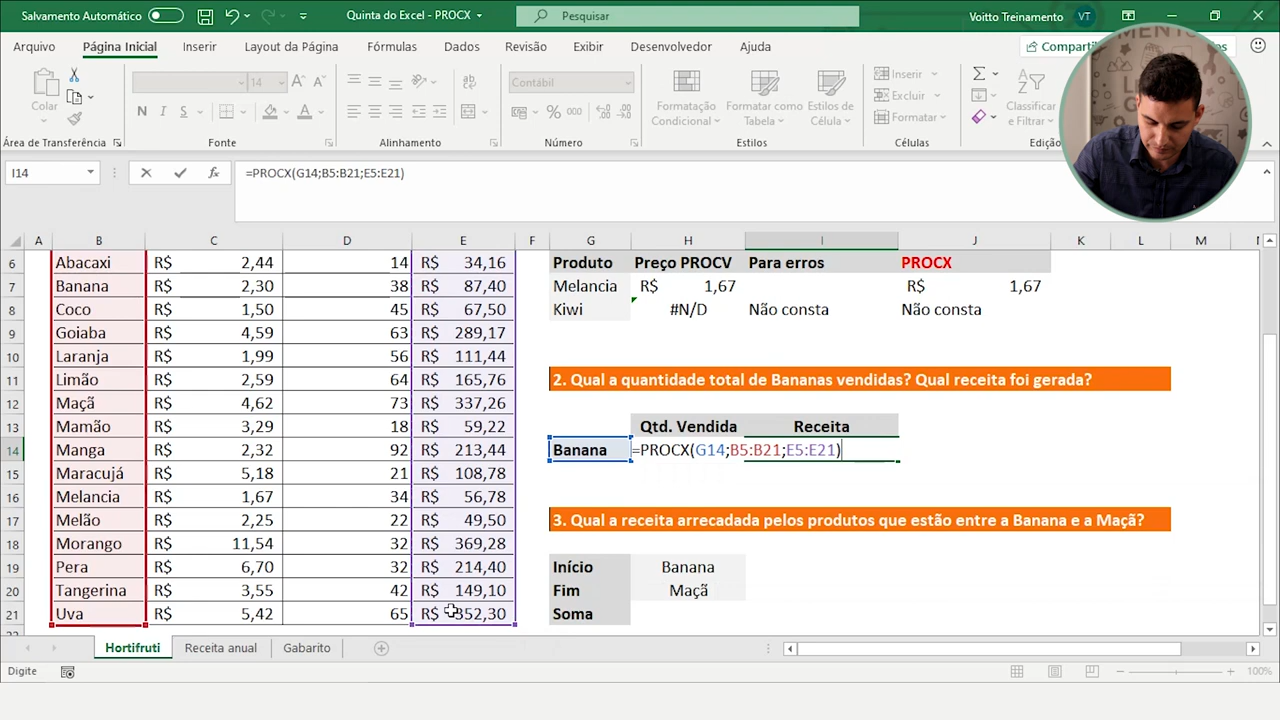 Salvamento Automático
Quinta do Excel - PROCX
Pesquisar
Voitto Treinamento VT
Arquivo Página Inicial Inserir Layout da Página Fórmulas Dados Revisão Exibir Desenvolvedor Ajuda
Colar
N I S
14
A A
Contábil
% 000
Formatação Condicional
Formatar como Tabela
Estilos de Célula
Inserir
Excluir
Formatar
Classificar e Filtrar
Área de Transferência Fonte Alinhamento Número Estilos Células Edição
I14 fx =PROCX(G14;B5:B21;E5:E21)
A B C D E F G H I J K L M
6 Abacaxi R$ 2,44 14 R$ 34,16 Produto Preço PROCV Para erros PROCX
7 Banana R$ 2,30 38 R$ 87,40 Melancia R$ 1,67 R$ 1,67
8 Coco R$ 1,50 45 R$ 67,50 Kiwi #N/D Não consta Não consta
9 Goiaba R$ 4,59 63 R$ 289,17
10 Laranja R$ 1,99 56 R$ 111,44
11 Limão R$ 2,59 64 R$ 165,76 2. Qual a quantidade total de Bananas vendidas? Qual receita foi gerada?
12 Maçã R$ 4,62 73 R$ 337,26
13 Mamão R$ 3,29 18 R$ 59,22 Qtd. Vendida Receita
14 Manga R$ 2,32 92 R$ 213,44 Banana =PROCX(G14;B5:B21;E5:E21)
15 Maracujá R$ 5,18 21 R$ 108,78
16 Melancia R$ 1,67 34 R$ 56,78
17 Melão R$ 2,25 22 R$ 49,50 3. Qual a receita arrecadada pelos produtos que estão entre a Banana e a Maçã?
18 Morango R$ 11,54 32 R$ 369,28
19 Pera R$ 6,70 32 R$ 214,40 Início Banana
20 Tangerina R$ 3,55 42 R$ 149,10 Fim Maçã
21 Uva R$ 5,42 65 R$ 352,30 Soma
Hortifruti Receita anual Gabarito
Digite
100%